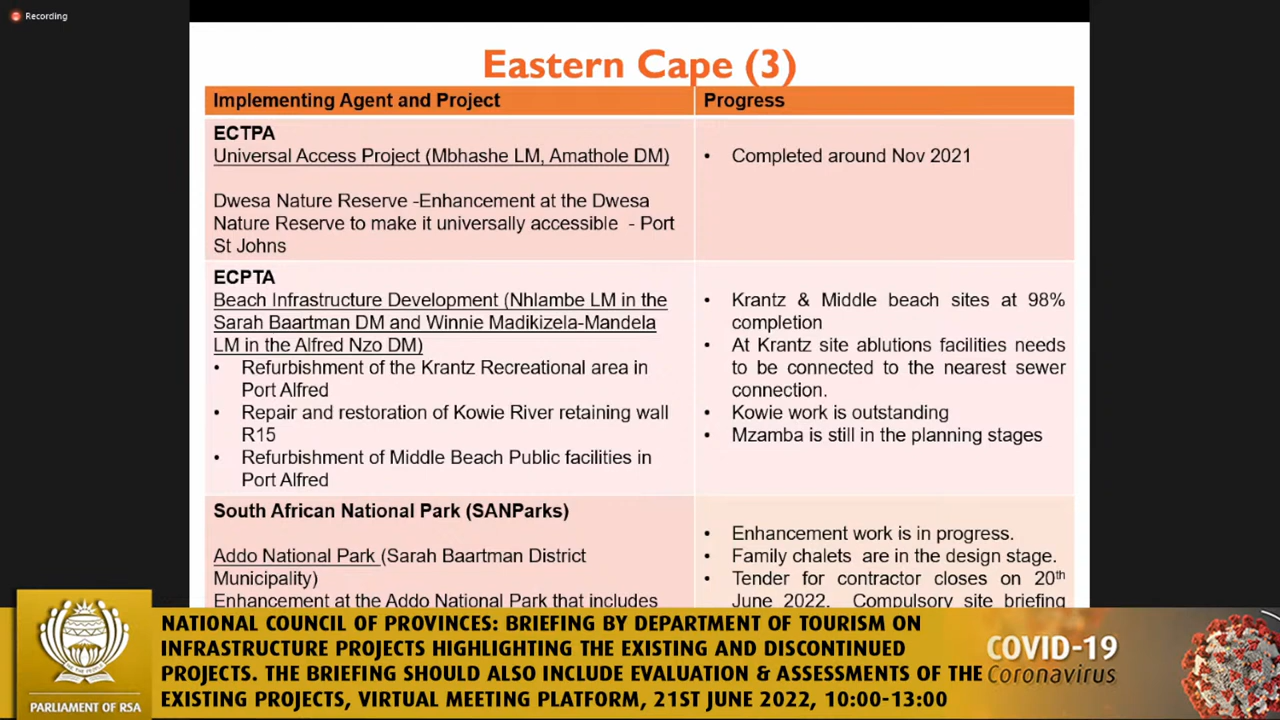 Recording
Eastern Cape (3)
Implementing Agent and Project
Progress
ECTPA
Universal Access Project (Mbhashe LM, Amathole DM)
Dwesa Nature Reserve -Enhancement at the Dwesa
Nature Reserve to make it universally accessible - Port
St Johns
• Completed around Nov 2021
ECPTA
Beach Infrastructure Development (Nhlambe LM in the
Sarah Baartman DM and Winnie Madikizela-Mandela
LM in the Alfred Nzo DM)
• Refurbishment of the Krantz Recreational area in
Port Alfred
• Repair and restoration of Kowie River retaining wall
R15
• Refurbishment of Middle Beach Public facilities in
Port Alfred
• Krantz & Middle beach sites at 98%
completion
• At Krantz site ablutions facilities needs
to be connected to the nearest sewer
connection.
• Kowie work is outstanding
• Mzamba is still in the planning stages
South African National Park (SANParks)
Addo National Park (Sarah Baartman District
Municipality)
Enhancement at the Addo National Park that includes
• Enhancement work is in progress.
• Family chalets are in the design stage.
• Tender for contractor closes on 20th
June 2022. Compulsory site briefing
PARLIAMENT OF RSA
NATIONAL COUNCIL OF PROVINCES: BRIEFING BY DEPARTMENT OF TOURISM ON
INFRASTRUCTURE PROJECTS HIGHLIGHTING THE EXISTING AND DISCONTINUED
PROJECTS. THE BRIEFING SHOULD ALSO INCLUDE EVALUATION & ASSESSMENTS OF THE
EXISTING PROJECTS, VIRTUAL MEETING PLATFORM, 21ST JUNE 2022, 10:00-13:00
COVID-19
Coronavirus